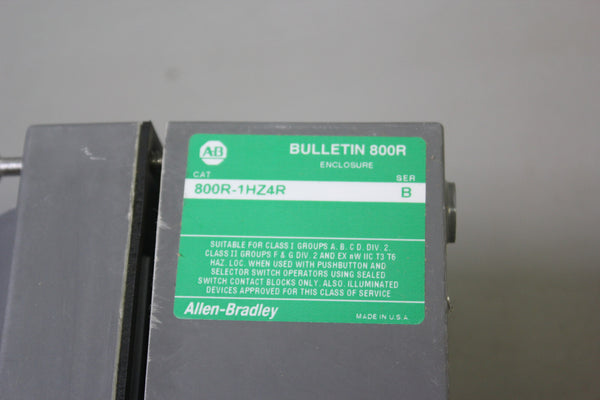 AB
BULLETIN 800R
ENCLOSURE
CAT SER
800R-1HZ4R B
SUITABLE FOR CLASS I GROUPS A, B, C D, DIV. 2,
CLASS II GROUPS F & G DIV. 2 AND EX nW IIC T3 T6
HAZ. LOC. WHEN USED WITH PUSHBUTTON AND
SELECTOR SWITCH OPERATORS USING SEALED
SWITCH CONTACT BLOCKS ONLY. ALSO, ILLUMINATED
DEVICES APPROVED FOR THIS CLASS OF SERVICE
Allen-Bradley MADE IN U.S.A.